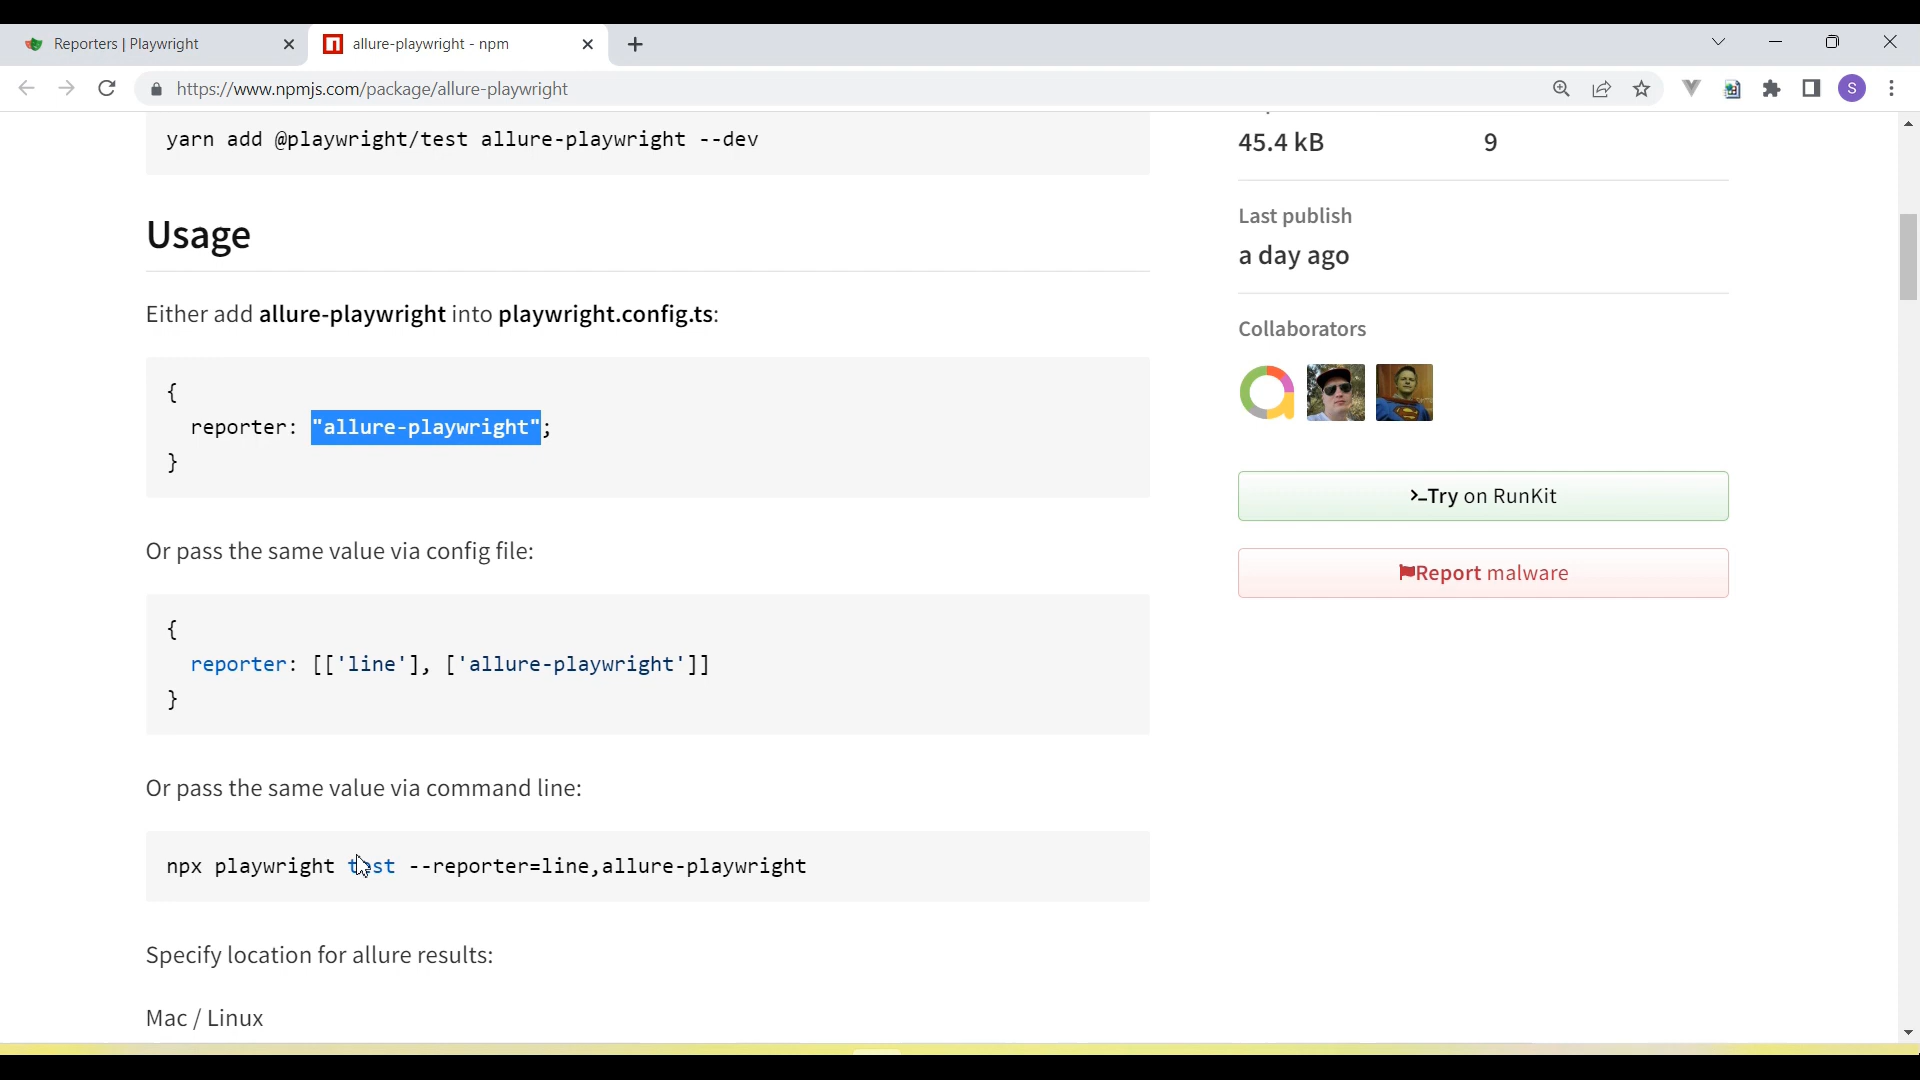 Reporters | Playwright
allure-playwright - npm
https://www.npmjs.com/package/allure-playwright
S
yarn add @playwright/test allure-playwright --dev
Usage
Either add allure-playwright into playwright.config.ts:
{
reporter: "allure-playwright";
}
Or pass the same value via config file:
{
reporter: [['line'], ['allure-playwright']]
}
Or pass the same value via command line:
npx playwright test --reporter=line,allure-playwright
Specify location for allure results:
Mac / Linux
45.4 kB
9
Last publish
a day ago
Collaborators
>_Try on RunKit
Report malware